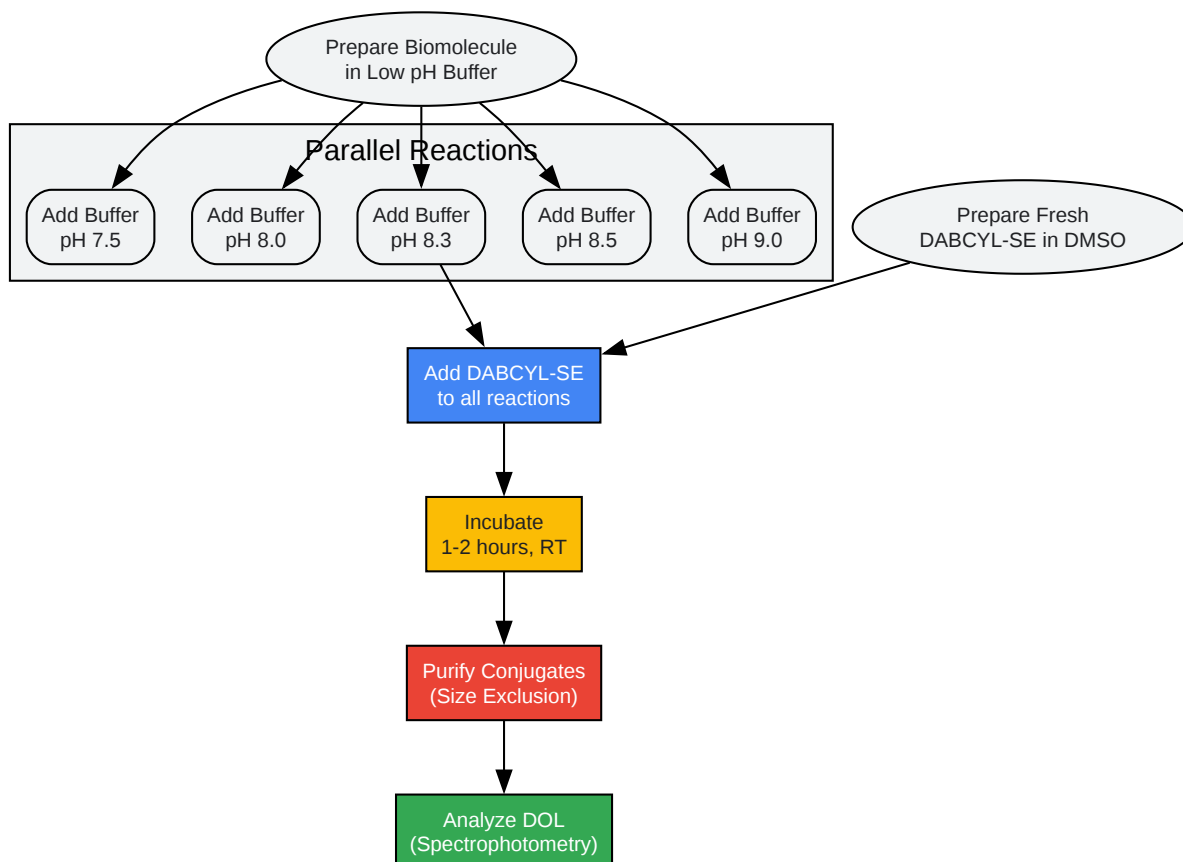 Prepare Biomolecule
in Low pH Buffer
Parallel Reactions
Add Buffer
pH 7.5
Add Buffer
pH 8.0
Add Buffer
pH 8.3
Add Buffer
pH 8.5
Add Buffer
pH 9.0
Prepare Fresh
DABCYL-SE in DMSO
Add DABCYL-SE
to all reactions
Incubate
1-2 hours, RT
Purify Conjugates
(Size Exclusion)
Analyze DOL
(Spectrophotometry)